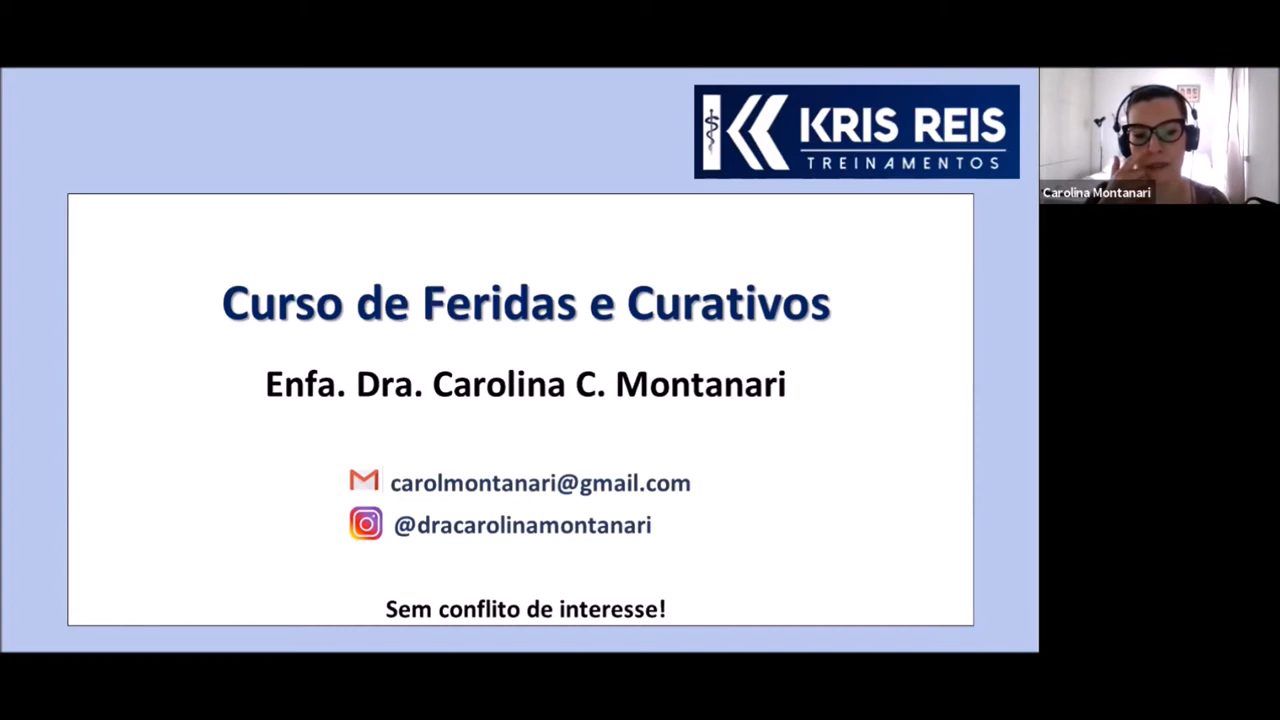 KRIS REIS
TREINAMENTOS
Carolina Montanari
Curso de Feridas e Curativos
Enfa. Dra. Carolina C. Montanari
carolmontanari@gmail.com
@dracarolinamontanari
Sem conflito de interesse!